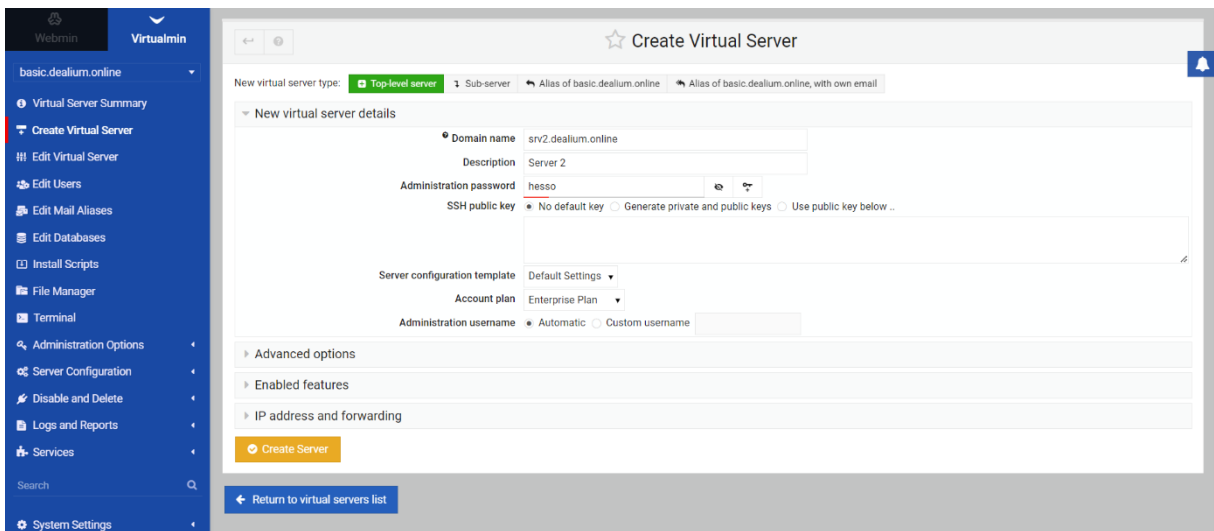 Webmin
Virtualmin
basic.dealium.online
Virtual Server Summary
Create Virtual Server
Edit Virtual Server
Edit Users
Edit Mail Aliases
Edit Databases
Install Scripts
File Manager
Terminal
Administration Options
Server Configuration
Disable and Delete
Logs and Reports
Services
Search
System Settings
Create Virtual Server
New virtual server type: Top-level server Sub-server Alias of basic.dealium.online Alias of basic.dealium.online, with own email
New virtual server details
Domain name srv2.dealium.online
Description Server 2
Administration password hesso
SSH public key No default key Generate private and public keys Use public key below ..
Server configuration template Default Settings
Account plan Enterprise Plan
Administration username Automatic Custom username
Advanced options
Enabled features
IP address and forwarding
Create Server
Return to virtual servers list